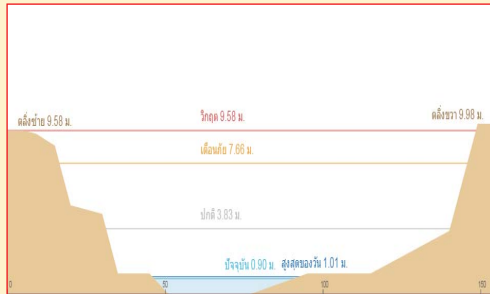 ตลิ่งซ้าย 9.58 ม.
วิกฤต 9.58 ม.
ตลิ่งขวา 9.98 ม.
เตือนภัย 7.66 ม.
ปกติ 3.83 ม.
ปัจจุบัน 0.90 ม. สูงสุดของวัน 1.01 ม.
0 50 100 150